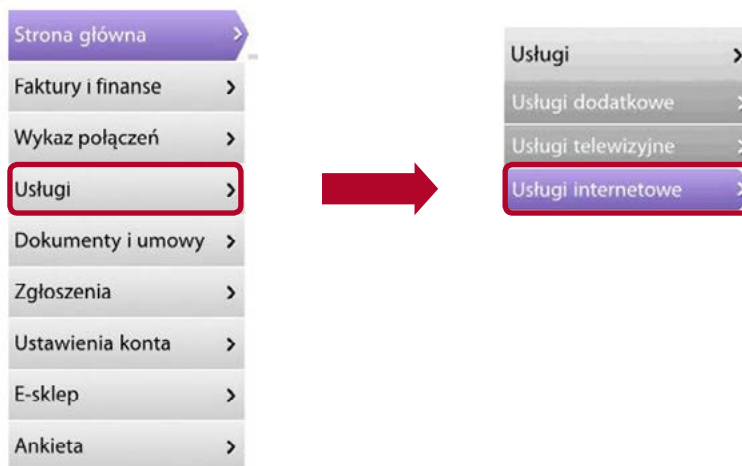 Strona główna
Faktury i finanse
Wykaz połączeń
Usługi
Dokumenty i umowy
Zgłoszenia
Ustawienia konta
E-sklep
Ankieta
Usługi
Usługi dodatkowe
Usługi telewizyjne
Usługi internetowe